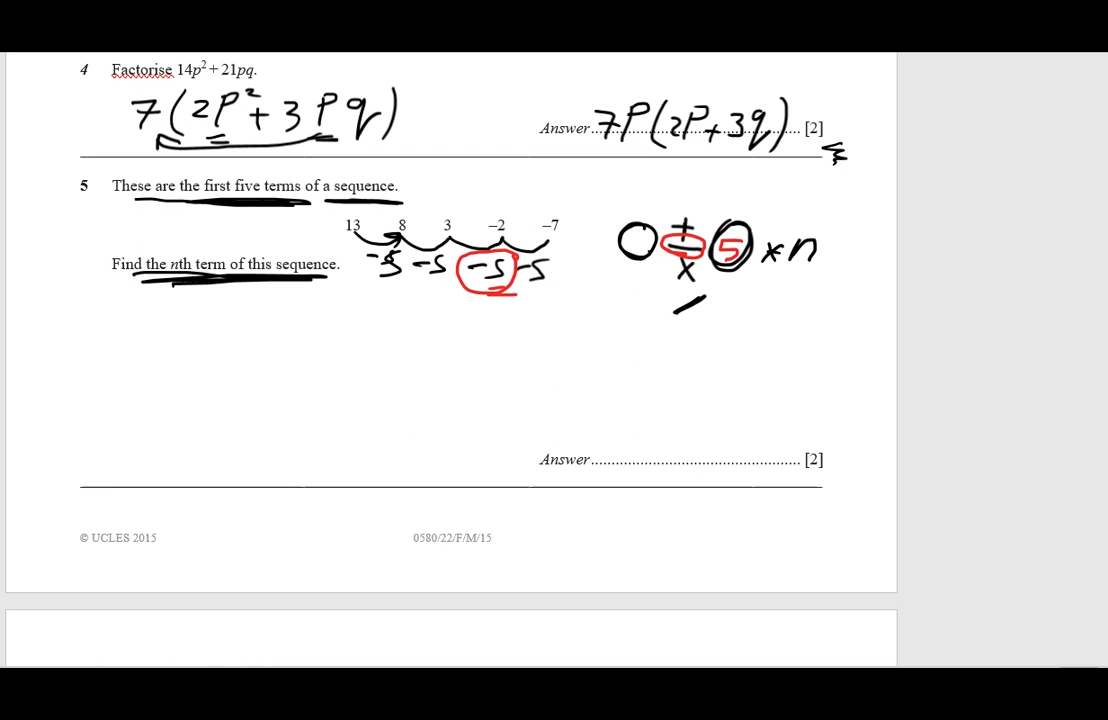 4 Factorise 14p² + 21pq.
7(2P² + 3Pq)
Answer 7P(2P+3q) [2]
5 These are the first five terms of a sequence.
13 8 3 −2 −7
-5 -5 -5 -5
O ± 5 × n
x
Find the nth term of this sequence.
Answer.................................................. [2]
© UCLES 2015 0580/22/F/M/15